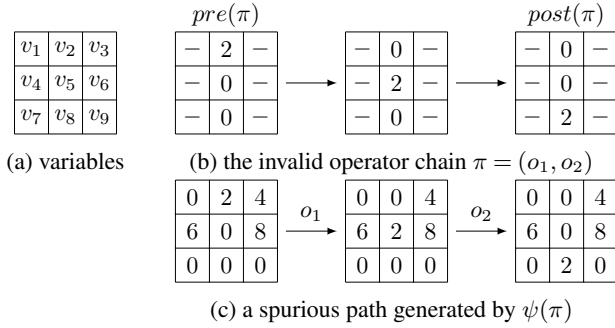 pre(π) post(π)
v₁ v₂ v₃ − 2 − − 0 − − 0 −
v₄ v₅ v₆ − 0 − − 2 − − 0 −
v₇ v₈ v₉ − 0 − − 0 − − 2 −
(a) variables (b) the invalid operator chain π = (o₁, o₂)
0 2 4 o₁ 0 0 4 o₂ 0 0 4
6 0 8 6 2 8 6 0 8
0 0 0 0 0 0 0 2 0
(c) a spurious path generated by ψ(π)